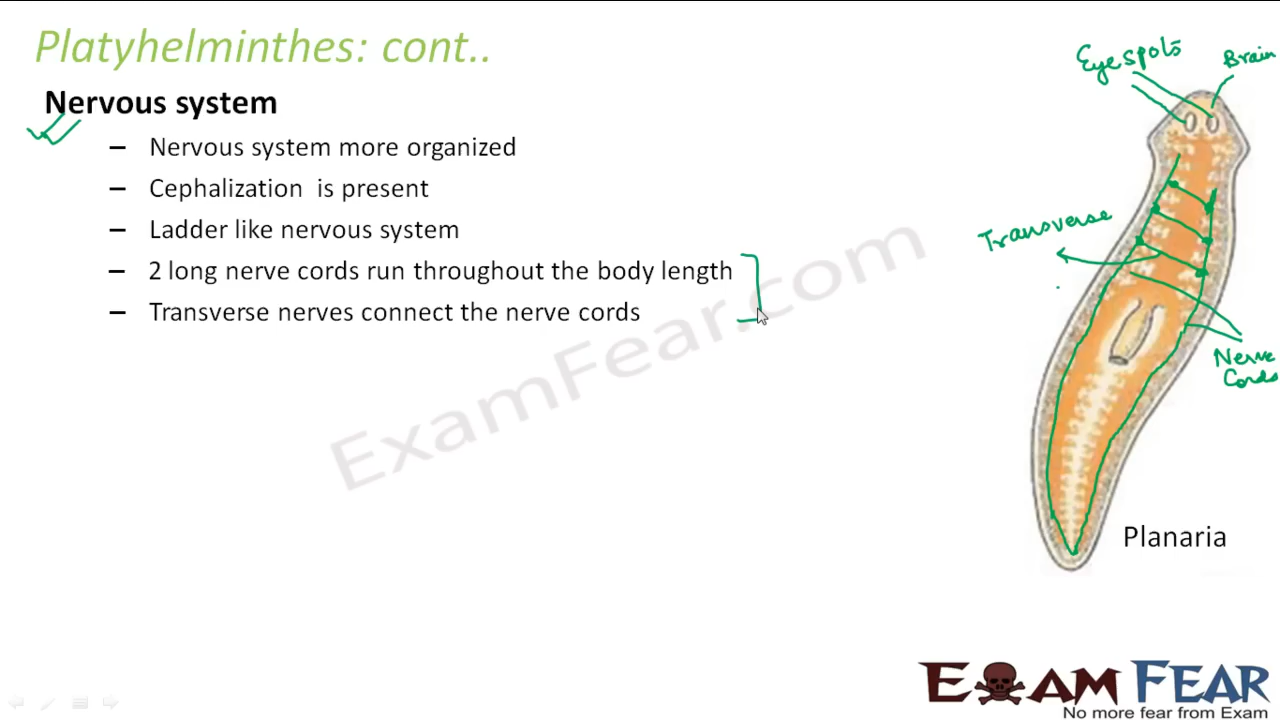 Platyhelminthes: cont..
Nervous system
– Nervous system more organized
– Cephalization is present
– Ladder like nervous system
– 2 long nerve cords run throughout the body length
– Transverse nerves connect the nerve cords
Eyespots
Brain
Transverse
Nerve
Cords
Planaria
ExamFear.com
EXAM FEAR
No more fear from Exam